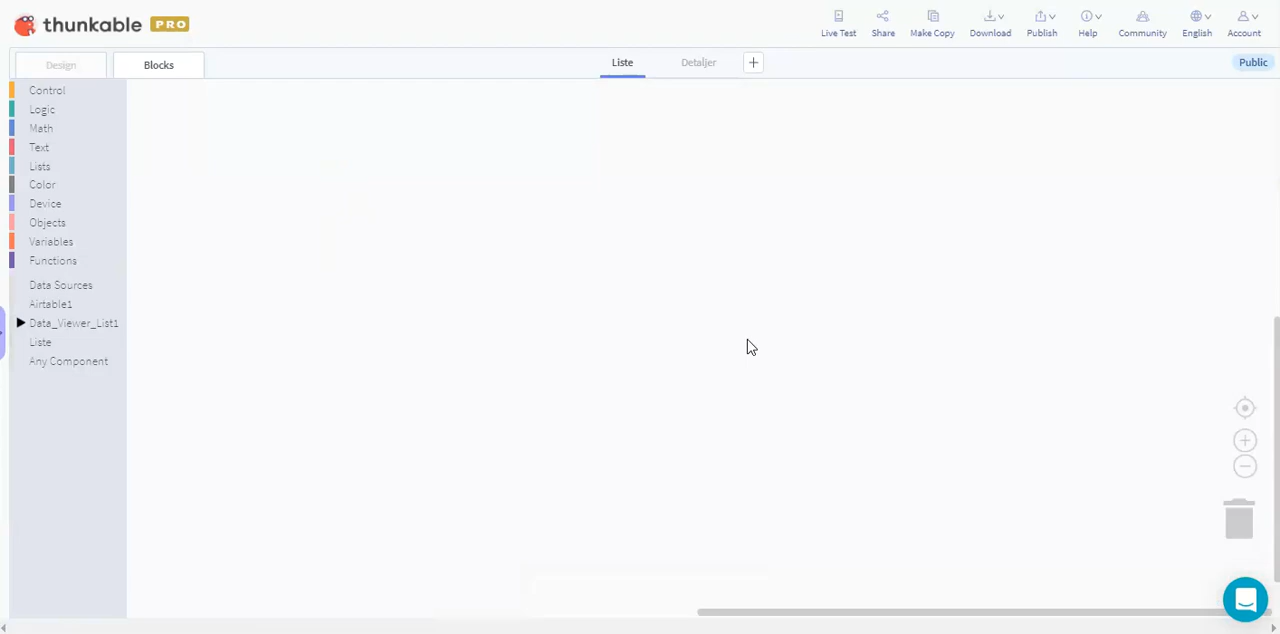 thunkable PRO
Live Test
Share
Make Copy
Download
Publish
Help
Community
English
Account
Design
Blocks
Liste
Detaljer
+
Public
Control
Logic
Math
Text
Lists
Color
Device
Objects
Variables
Functions
Data Sources
Airtable1
Data_Viewer_List1
Liste
Any Component